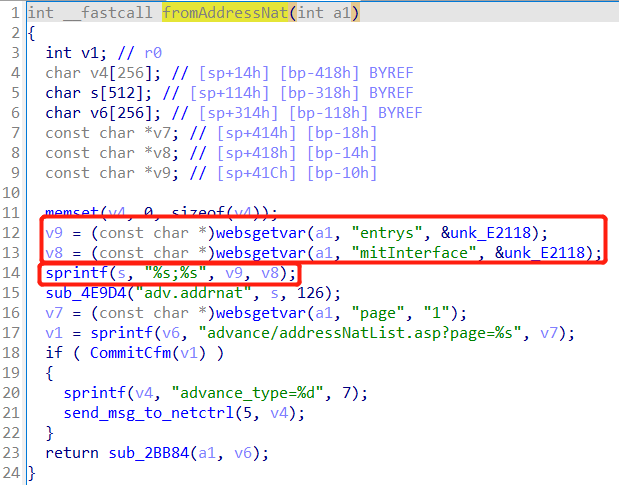 1 int __fastcall fromAddressNat(int a1)
2 {
3 int v1; // r0
4 char v4[256]; // [sp+14h] [bp-418h] BYREF
5 char s[512]; // [sp+114h] [bp-318h] BYREF
6 char v6[256]; // [sp+314h] [bp-118h] BYREF
7 const char *v7; // [sp+414h] [bp-18h]
8 const char *v8; // [sp+418h] [bp-14h]
9 const char *v9; // [sp+41Ch] [bp-10h]
10
11 memset(v4, 0, sizeof(v4));
12 v9 = (const char *)websgetvar(a1, "entrys", &unk_E2118);
13 v8 = (const char *)websgetvar(a1, "mitInterface", &unk_E2118);
14 sprintf(s, "%s;%s", v9, v8);
15 sub_4E9D4("adv.addrnat", s, 126);
16 v7 = (const char *)websgetvar(a1, "page", "1");
17 v1 = sprintf(v6, "advance/addressNatList.asp?page=%s", v7);
18 if ( CommitCfm(v1) )
19 {
20 sprintf(v4, "advance_type=%d", 7);
21 send_msg_to_netctrl(5, v4);
22 }
23 return sub_2BB84(a1, v6);
24 }